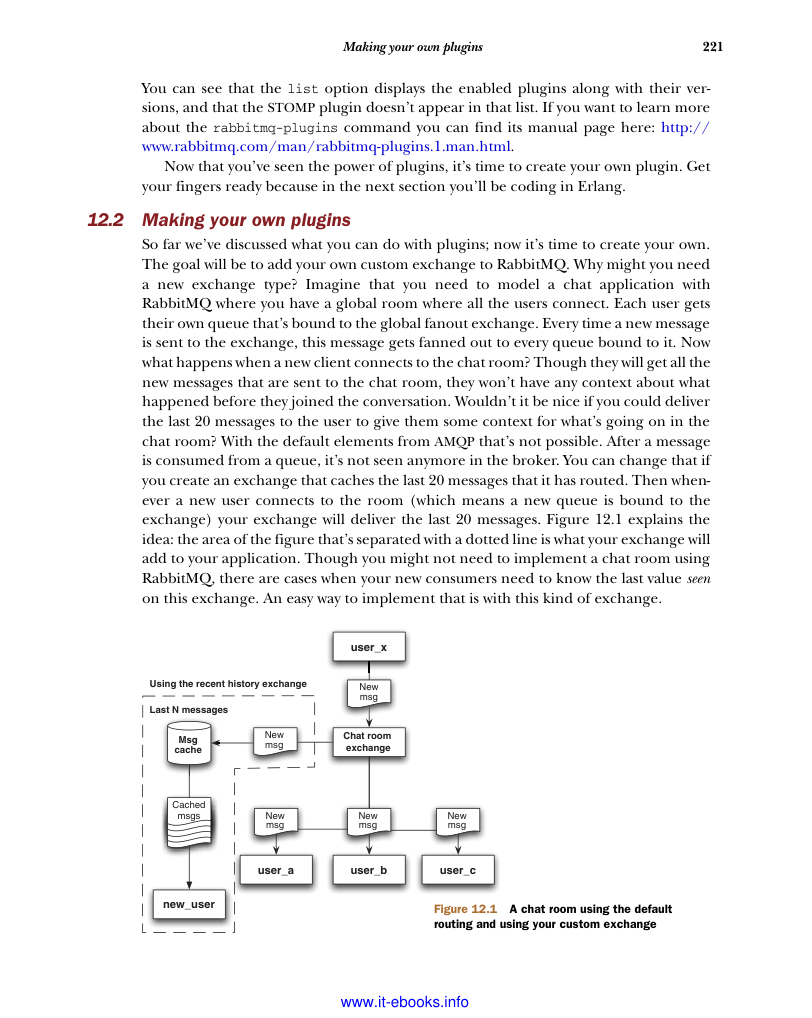 Making your own plugins
221
You can see that the list option displays the enabled plugins along with their ver-
sions, and that the STOMP plugin doesn't appear in that list. If you want to learn more
about the rabbitmq-plugins command you can find its manual page here: http://
www.rabbitmq.com/man/rabbitmq-plugins.1.man.html.
Now that you've seen the power of plugins, it's time to create your own plugin. Get
your fingers ready because in the next section you'll be coding in Erlang.
12.2 Making your own plugins
So far we've discussed what you can do with plugins; now it's time to create your own.
The goal will be to add your own custom exchange to RabbitMQ. Why might you need
a new exchange type? Imagine that you need to model a chat application with
RabbitMQ where you have a global room where all the users connect. Each user gets
their own queue that's bound to the global fanout exchange. Every time a new message
is sent to the exchange, this message gets fanned out to every queue bound to it. Now
what happens when a new client connects to the chat room? Though they will get all the
new messages that are sent to the chat room, they won't have any context about what
happened before they joined the conversation. Wouldn't it be nice if you could deliver
the last 20 messages to the user to give them some context for what's going on in the
chat room? With the default elements from AMQP that's not possible. After a message
is consumed from a queue, it's not seen anymore in the broker. You can change that if
you create an exchange that caches the last 20 messages that it has routed. Then when-
ever a new user connects to the room (which means a new queue is bound to the
exchange) your exchange will deliver the last 20 messages. Figure 12.1 explains the
idea: the area of the figure that's separated with a dotted line is what your exchange will
add to your application. Though you might not need to implement a chat room using
RabbitMQ, there are cases when your new consumers need to know the last value seen
on this exchange. An easy way to implement that is with this kind of exchange.
user_x
Using the recent history exchange
New
msg
Last N messages
Msg
cache
New
msg
Chat room
exchange
Cached
msgs
New
msg
New
msg
New
msg
user_a
user_b
user_c
new_user
Figure 12.1 A chat room using the default
routing and using your custom exchange
www.it-ebooks.info